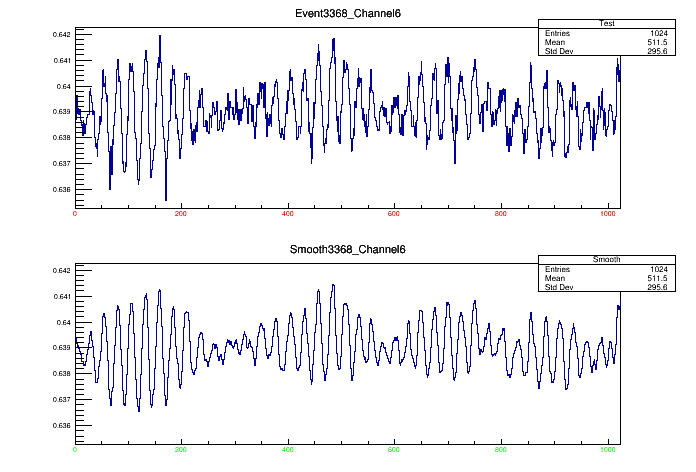 Event3368_Channel6
Test
Entries 1024
Mean 511.5
Std Dev 295.6
0.642
0.641
0.64
0.639
0.638
0.637
0.636
0 200 400 600 800 1000
Smooth3368_Channel6
Smooth
Entries 1024
Mean 511.5
Std Dev 295.6
0.642
0.641
0.64
0.639
0.638
0.637
0.636
0 200 400 600 800 1000